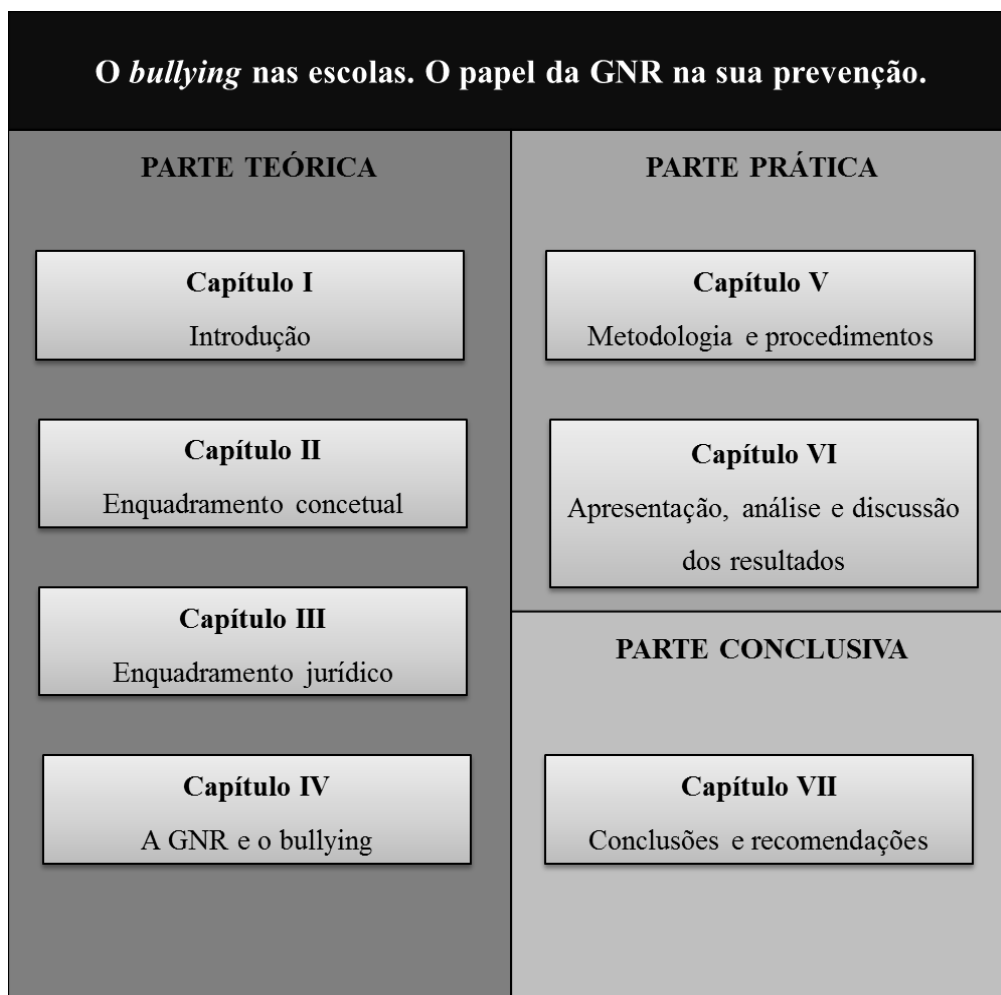 O bullying nas escolas. O papel da GNR na sua prevenção.
PARTE TEÓRICA
Capítulo I
Introdução
Capítulo II
Enquadramento concetual
Capítulo III
Enquadramento jurídico
Capítulo IV
A GNR e o bullying
PARTE PRÁTICA
Capítulo V
Metodologia e procedimentos
Capítulo VI
Apresentação, análise e discussão
dos resultados
PARTE CONCLUSIVA
Capítulo VII
Conclusões e recomendações